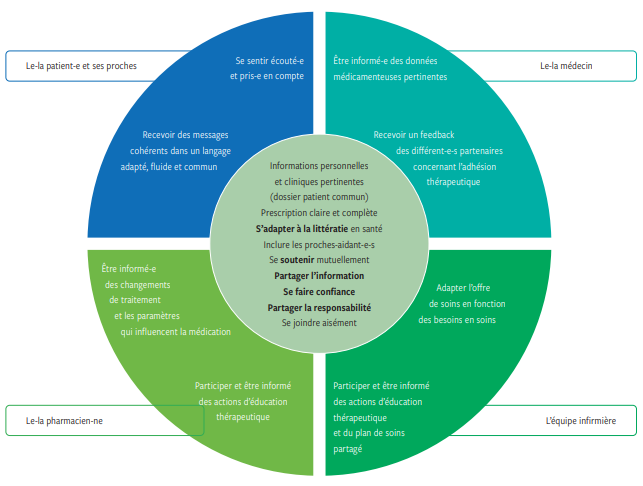 Le-la patient-e et ses proches
Se sentir écouté-e
et pris-e en compte
Recevoir des messages
cohérents dans un langage
adapté, fluide et commun
Être informé-e des données
médicamenteuses pertinentes
Recevoir un feedback
des différent-e-s partenaires
concernant l'adhésion
thérapeutique
Le-la médecin
Informations personnelles
et cliniques pertinentes
(dossier patient commun)
Prescription claire et complète
S'adapter à la littératie en santé
Inclure les proches-aidant-e-s
Se soutenir mutuellement
Partager l'information
Se faire confiance
Partager la responsabilité
Se joindre aisément
Être informé-e
des changements
de traitement
et les paramètres
qui influencent la médication
Participer et être informé
des actions d'éducation
thérapeutique
Le-la pharmacien-ne
Adapter l'offre
de soins en fonction
des besoins en soins
Participer et être informé
des actions d'éducation
thérapeutique
et du plan de soins
partagé
L'équipe infirmière